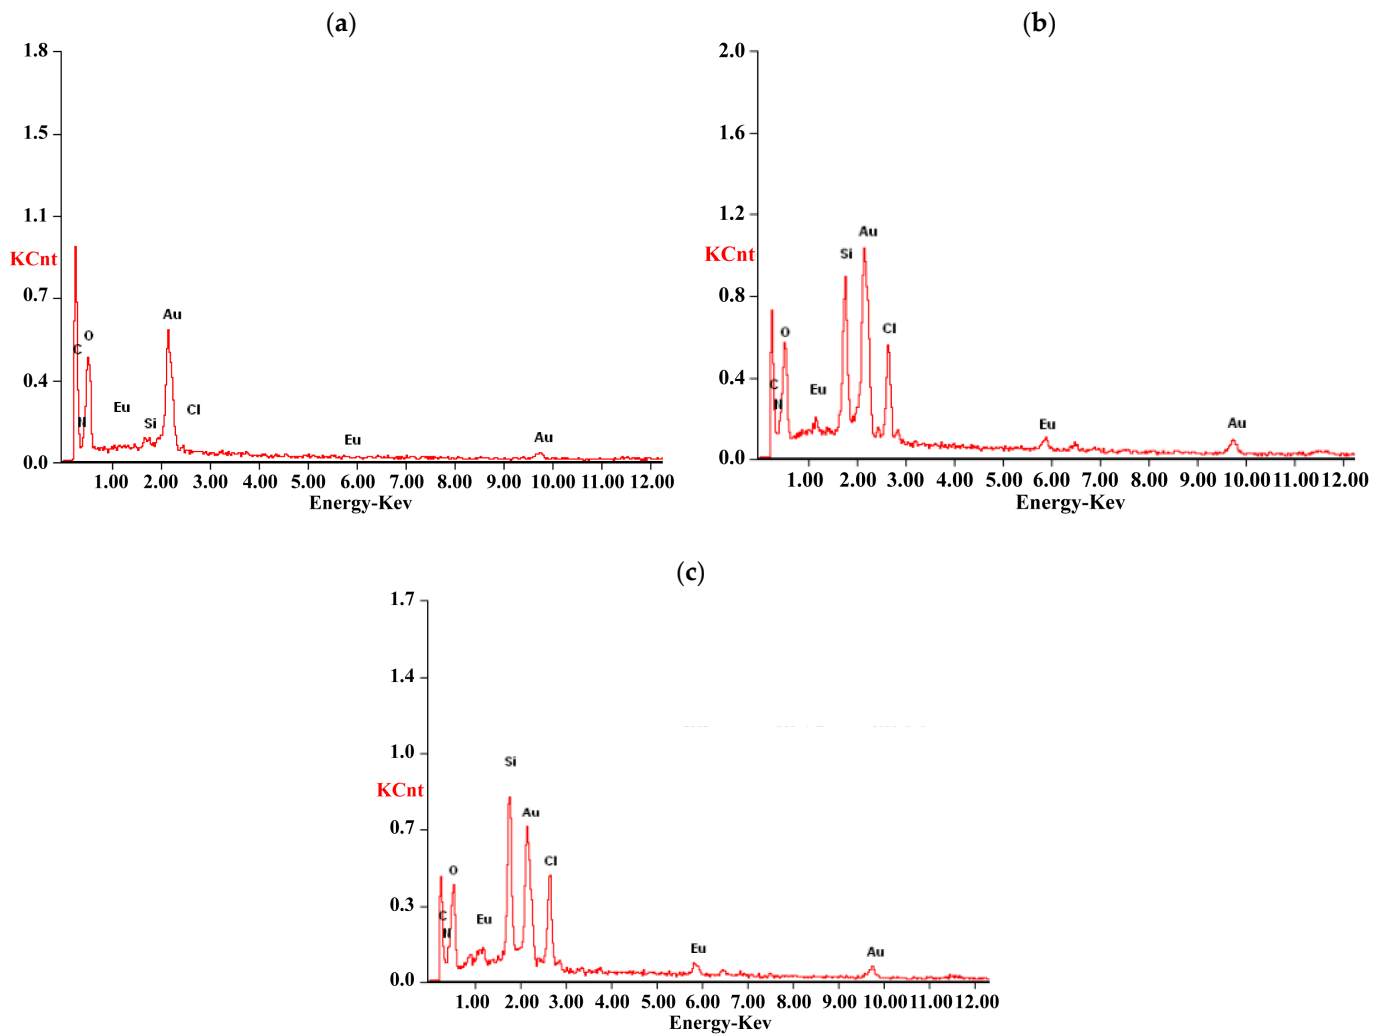 (a)
1.8
1.5
1.1
KCnt
0.7
0.4
0.0
C
N
O
Eu
Si
Au
Cl
Eu
Au
1.00 2.00 3.00 4.00 5.00 6.00 7.00 8.00 9.00 10.00 11.00 12.00
Energy-Kev
(b)
2.0
1.6
1.2
KCnt
0.8
0.4
0.0
C
N
O
Eu
Si
Au
Cl
Eu
Au
1.00 2.00 3.00 4.00 5.00 6.00 7.00 8.00 9.00 10.00 11.00 12.00
Energy-Kev
(c)
1.7
1.4
1.0
KCnt
0.7
0.3
0.0
C
N
O
Eu
Si
Au
Cl
Eu
Au
1.00 2.00 3.00 4.00 5.00 6.00 7.00 8.00 9.00 10.00 11.00 12.00
Energy-Kev